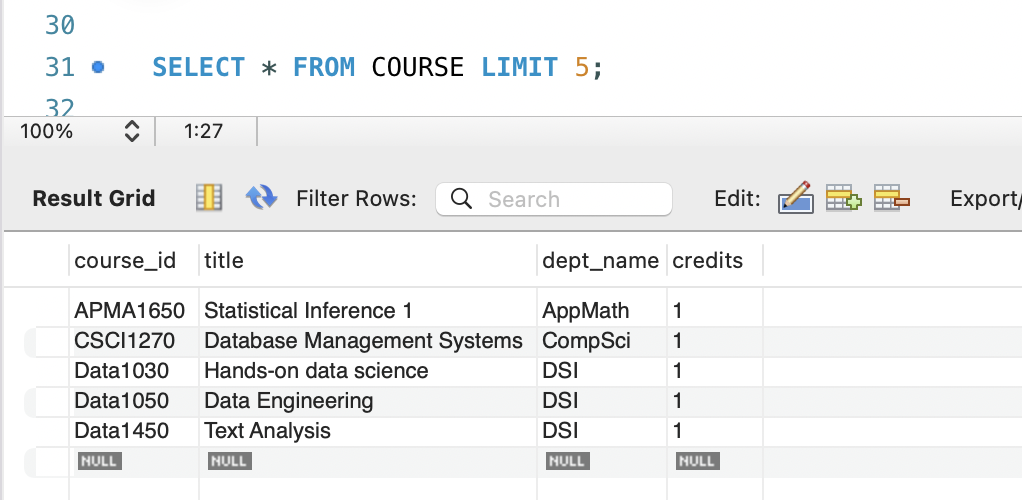 30
31 SELECT * FROM COURSE LIMIT 5;
32
100% 1:27
Result Grid Filter Rows: Search Edit: Export/
course_id title dept_name credits
APMA1650 Statistical Inference 1 AppMath 1
CSCI1270 Database Management Systems CompSci 1
Data1030 Hands-on data science DSI 1
Data1050 Data Engineering DSI 1
Data1450 Text Analysis DSI 1
NULL NULL NULL NULL